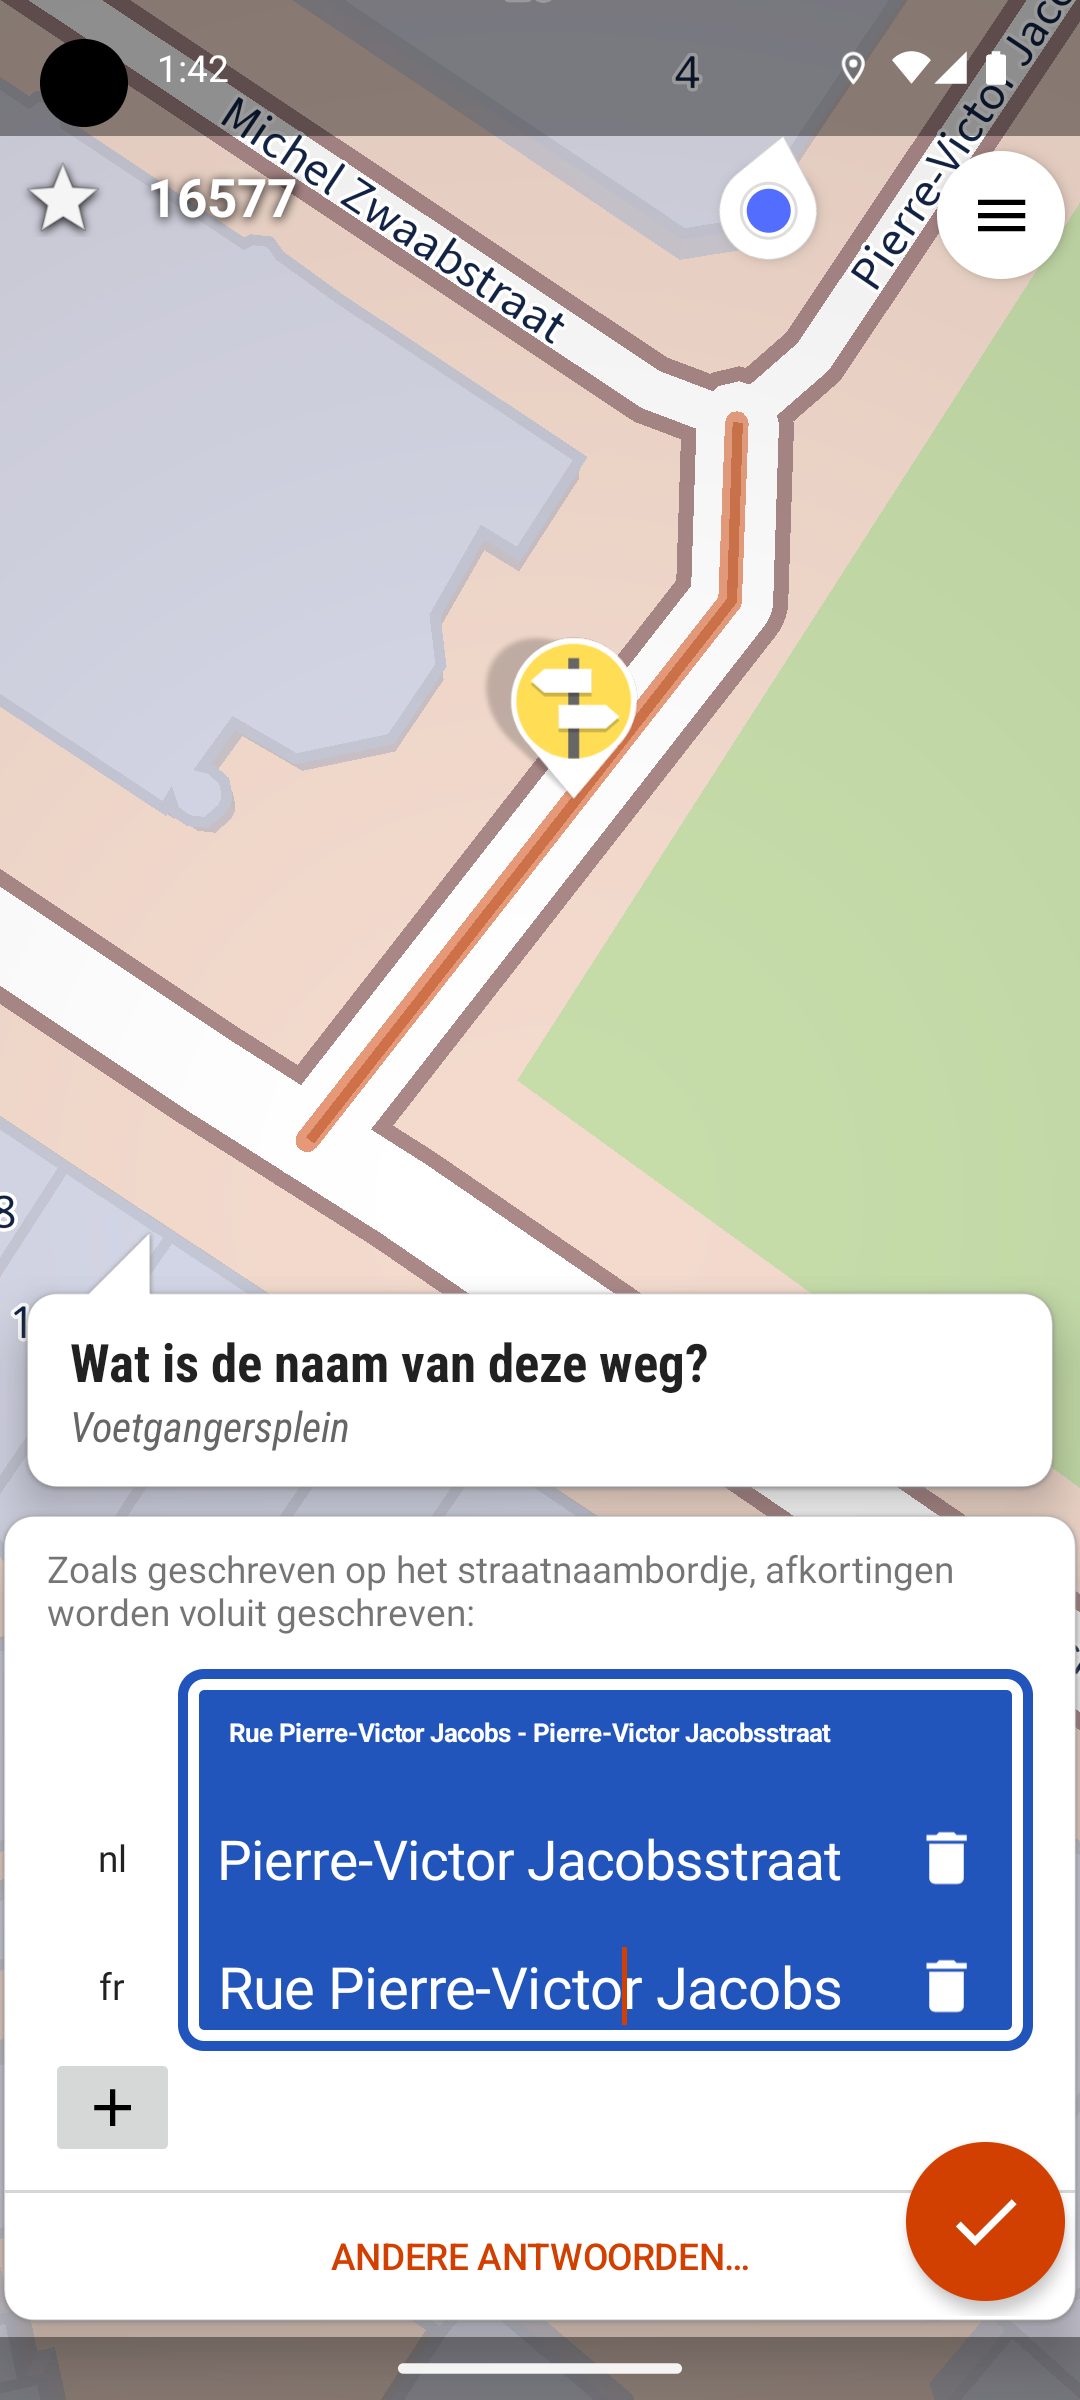 1:42
4
Pierre-Victor Jaco
16577
Michel Zwaabstraat
8
1
Wat is de naam van deze weg?
Voetgangersplein
Zoals geschreven op het straatnaambordje, afkortingen
worden voluit geschreven:
Rue Pierre-Victor Jacobs - Pierre-Victor Jacobsstraat
nl Pierre-Victor Jacobsstraat
fr Rue Pierre-Victor Jacobs
+
ANDERE ANTWOORDEN…